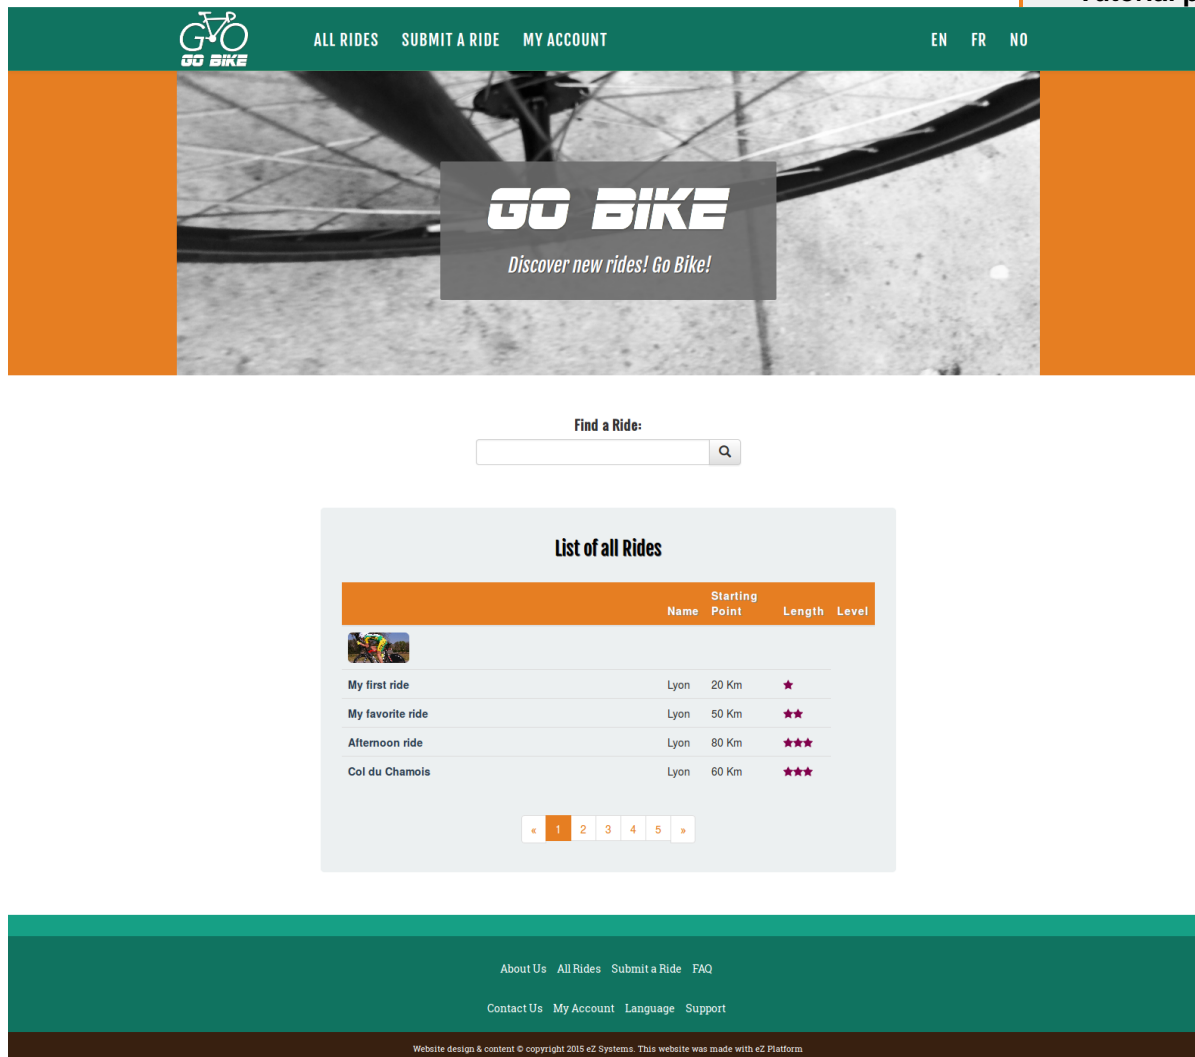 Tutorial
GO
GO BIKE
ALL RIDES SUBMIT A RIDE MY ACCOUNT
EN FR NO
GO BIKE
Discover new rides! Go Bike!
Find a Ride:
List of all Rides
Name Starting Point Length Level
My first ride Lyon 20 Km ★
My favorite ride Lyon 50 Km ★★
Afternoon ride Lyon 80 Km ★★★
Col du Chamois Lyon 60 Km ★★★
« 1 2 3 4 5 »
About Us All Rides Submit a Ride FAQ
Contact Us My Account Language Support
Website design & content © copyright 2015 eZ Systems. This website was made with eZ Platform